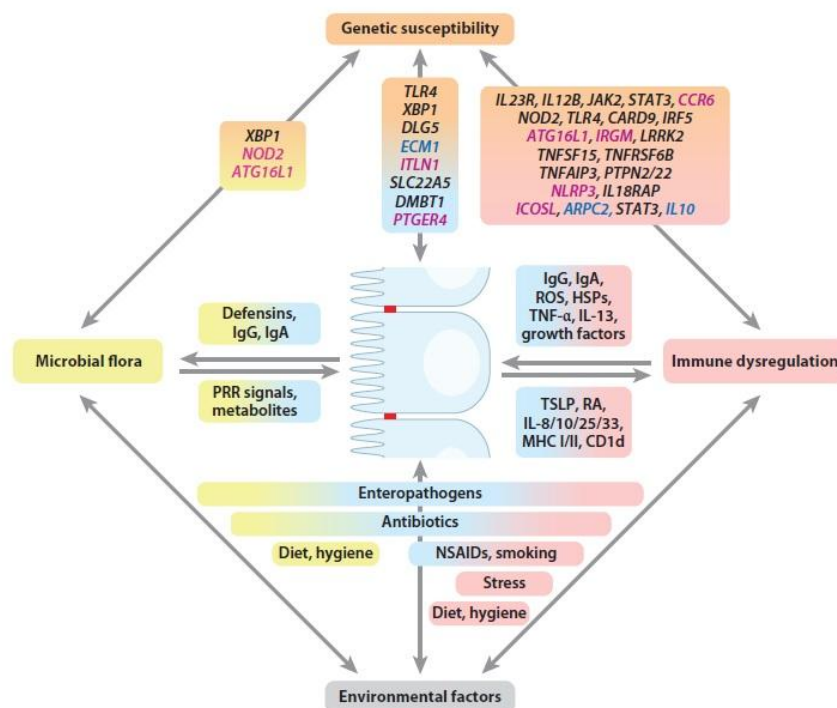 Genetic susceptibility
XBP1
NOD2
ATG16L1
TLR4
XBP1
DLG5
ECM1
ITLN1
SLC22A5
DMBT1
PTGER4
IL23R, IL12B, JAK2, STAT3, CCR6
NOD2, TLR4, CARD9, IRF5
ATG16L1, IRGM, LRRK2
TNFSF15, TNFRSF6B
TNFAIP3, PTPN2/22
NLRP3, IL18RAP
ICOSL, ARPC2, STAT3, IL10
Microbial flora
Defensins,
IgG, IgA
PRR signals,
metabolites
IgG, IgA,
ROS, HSPs,
TNF-α, IL-13,
growth factors
TSLP, RA,
IL-8/10/25/33,
MHC I/II, CD1d
Immune dysregulation
Enteropathogens
Antibiotics
Diet, hygiene
NSAIDs, smoking
Stress
Diet, hygiene
Environmental factors